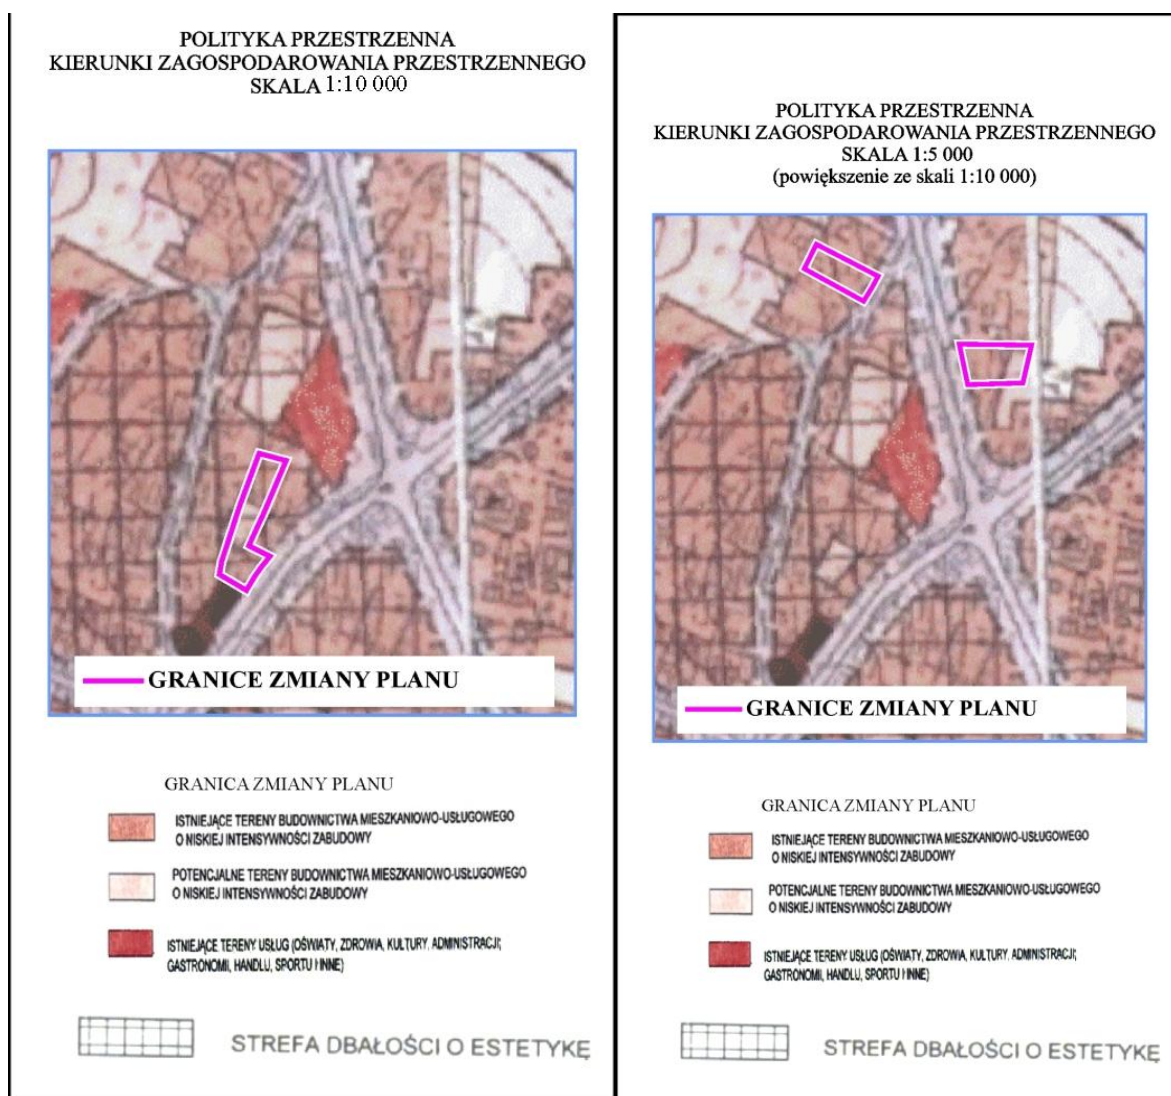 POLITYKA PRZESTRZENNA
KIERUNKI ZAGOSPODAROWANIA PRZESTRZENNEGO
SKALA 1:10 000
GRANICE ZMIANY PLANU
GRANICA ZMIANY PLANU
ISTNIEJĄCE TERENY BUDOWNICTWA MIESZKANIOWO-USŁUGOWEGO
O NISKIEJ INTENSYWNOŚCI ZABUDOWY
POTENCJALNE TERENY BUDOWNICTWA MIESZKANIOWO-USŁUGOWEGO
O NISKIEJ INTENSYWNOŚCI ZABUDOWY
ISTNIEJĄCE TERENY USŁUG (OŚWIATY, ZDROWIA, KULTURY, ADMINISTRACJI;
GASTRONOMII, HANDLU, SPORTU I INNE)
STREFA DBAŁOŚCI O ESTETYKĘ
POLITYKA PRZESTRZENNA
KIERUNKI ZAGOSPODAROWANIA PRZESTRZENNEGO
SKALA 1:5 000
(powiększenie ze skali 1:10 000)
GRANICE ZMIANY PLANU
GRANICA ZMIANY PLANU
ISTNIEJĄCE TERENY BUDOWNICTWA MIESZKANIOWO-USŁUGOWEGO
O NISKIEJ INTENSYWNOŚCI ZABUDOWY
POTENCJALNE TERENY BUDOWNICTWA MIESZKANIOWO-USŁUGOWEGO
O NISKIEJ INTENSYWNOŚCI ZABUDOWY
ISTNIEJĄCE TERENY USŁUG (OŚWIATY, ZDROWIA, KULTURY, ADMINISTRACJI;
GASTRONOMII, HANDLU, SPORTU I INNE)
STREFA DBAŁOŚCI O ESTETYKĘ